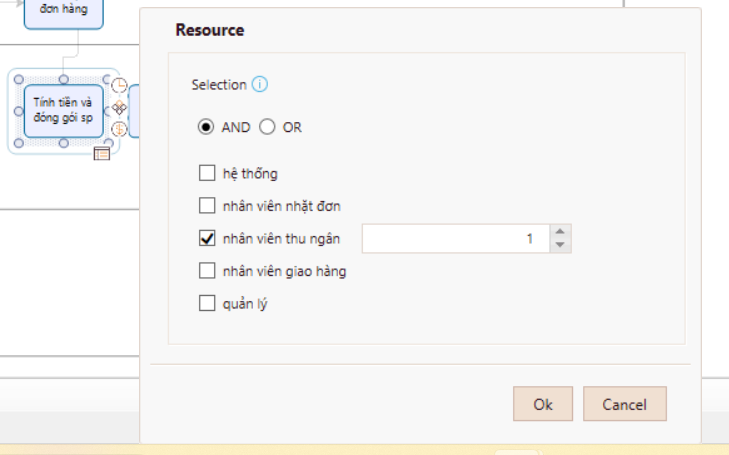 đơn hàng
Resource
Selection
AND
OR
Tính tiền và
đóng gói sp
hệ thống
nhân viên nhặt đơn
nhân viên thu ngân
1
nhân viên giao hàng
quản lý
Ok
Cancel